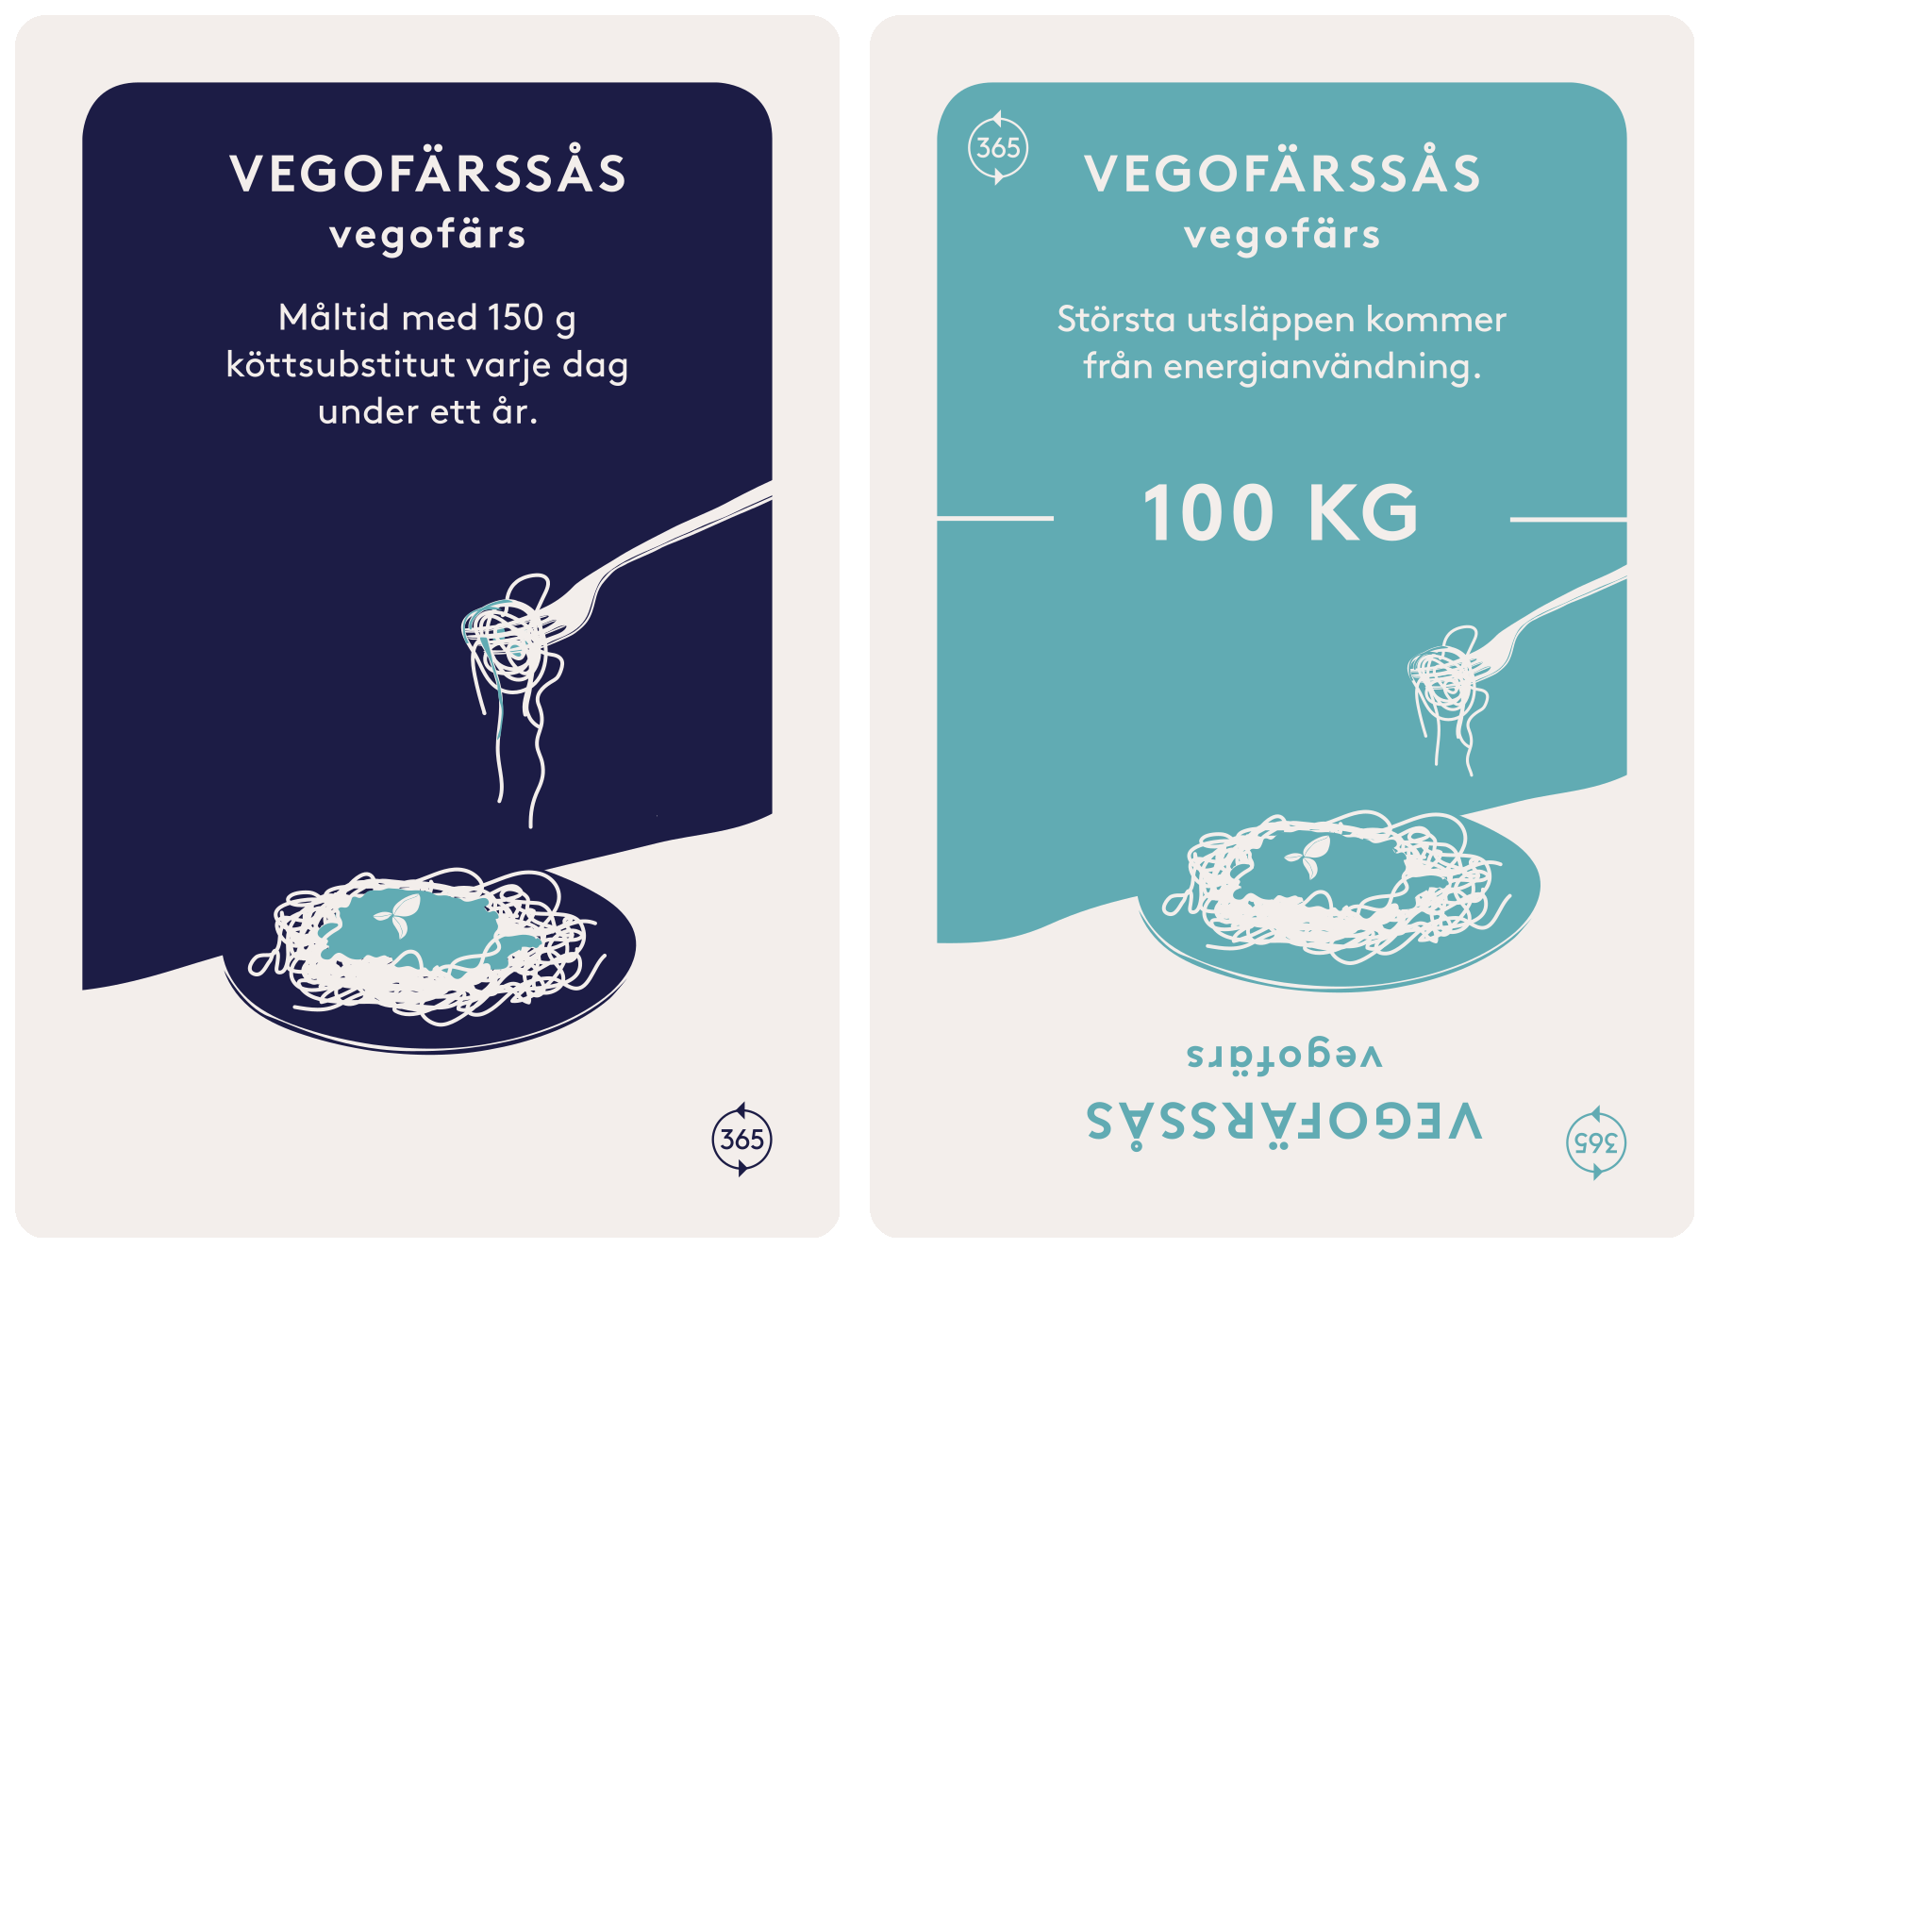 VEGOFÄRSSÅS
vegofärs
Måltid med 150 g
köttsubstitut varje dag
under ett år.
365
365
VEGOFÄRSSÅS
vegofärs
Största utsläppen kommer
från energianvändning.
100 KG
vegofärs
VEGOFÄRSSÅS
365